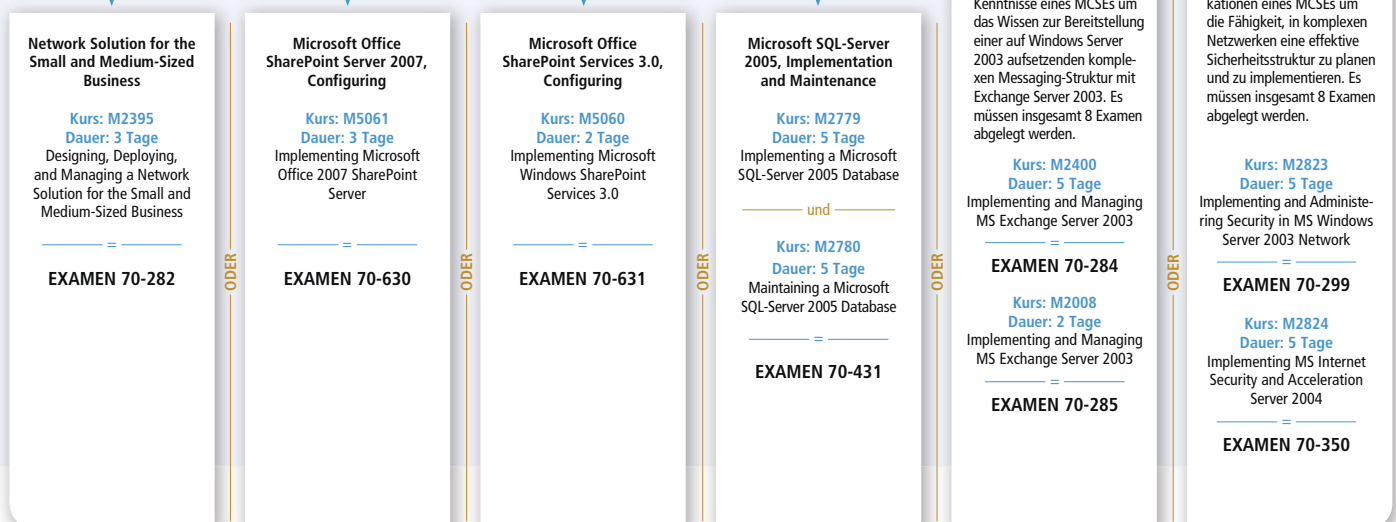 Network Solution for the
Small and Medium-Sized
Business
Kurs: M2395
Dauer: 3 Tage
Designing, Deploying,
and Managing a Network
Solution for the Small and
Medium-Sized Business
=
EXAMEN 70-282
ODER
Microsoft Office
SharePoint Server 2007,
Configuring
Kurs: M5061
Dauer: 3 Tage
Implementing Microsoft
Office 2007 SharePoint
Server
=
EXAMEN 70-630
ODER
Microsoft Office
SharePoint Services 3.0,
Configuring
Kurs: M5060
Dauer: 2 Tage
Implementing Microsoft
Windows SharePoint
Services 3.0
=
EXAMEN 70-631
ODER
Microsoft SQL-Server
2005, Implementation
and Maintenance
Kurs: M2779
Dauer: 5 Tage
Implementing a Microsoft
SQL-Server 2005 Database
und
Kurs: M2780
Dauer: 5 Tage
Maintaining a Microsoft
SQL-Server 2005 Database
=
EXAMEN 70-431
ODER
Kenntnisse eines MCSEs um
das Wissen zur Bereitstellung
einer auf Windows Server
2003 aufsetzenden komple-
xen Messaging-Struktur mit
Exchange Server 2003. Es
müssen insgesamt 8 Examen
abgelegt werden.
Kurs: M2400
Dauer: 5 Tage
Implementing and Managing
MS Exchange Server 2003
=
EXAMEN 70-284
Kurs: M2008
Dauer: 2 Tage
Implementing and Managing
MS Exchange Server 2003
=
EXAMEN 70-285
ODER
kationen eines MCSEs um
die Fähigkeit, in komplexen
Netzwerken eine effektive
Sicherheitsstruktur zu planen
und zu implementieren. Es
müssen insgesamt 8 Examen
abgelegt werden.
Kurs: M2823
Dauer: 5 Tage
Implementing and Administe-
ring Security in MS Windows
Server 2003 Network
=
EXAMEN 70-299
Kurs: M2824
Dauer: 5 Tage
Implementing MS Internet
Security and Acceleration
Server 2004
=
EXAMEN 70-350